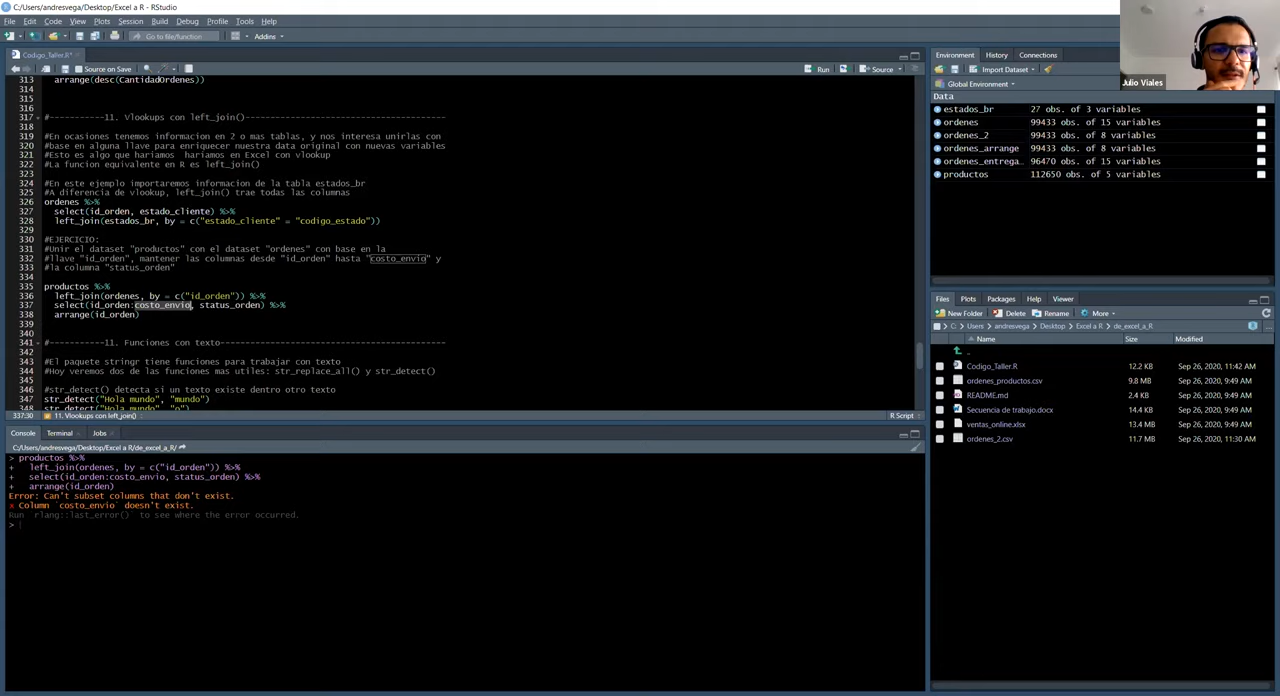 C:/Users/andresvega/Desktop/Excel a R - RStudio
File Edit Code View Plots Session Build Debug Profile Tools Help
Go to file/function Addins
Codigo_Taller.R*
Source on Save Run Source
313 arrange(desc(CantidadOrdenes))
314
315
316
317 #-----------11. Vlookups con left_join()-------------------------------------------
318
319 #En ocasiones tenemos informacion en 2 o mas tablas, y nos interesa unirlas con
320 #base en alguna llave para enriquecer nuestra data original con nuevas variables
321 #Esto es algo que hariamos hariamos en Excel con vlookup
322 #La funcion equivalente en R es left_join()
323
324 #En este ejemplo importaremos informacion de la tabla estados_br
325 #A diferencia de vlookup, left_join() trae todas las columnas
326 ordenes %>%
327 select(id_orden, estado_cliente) %>%
328 left_join(estados_br, by = c("estado_cliente" = "codigo_estado"))
329
330 #EJERCICIO:
331 #Unir el dataset "productos" con el dataset "ordenes" con base en la
332 #llave "id_orden", mantener las columnas desde "id_orden" hasta "costo_envio" y
333 #la columna "status_orden"
334
335 productos %>%
336 left_join(ordenes, by = c("id_orden")) %>%
337 select(id_orden:costo_envio, status_orden) %>%
338 arrange(id_orden)
339
340
341 #-----------11. Funciones con texto-----------------------------------------------
342
343 #El paquete stringr tiene funciones para trabajar con texto
344 #Hoy veremos dos de las funciones mas utiles: str_replace_all() y str_detect()
345
346 #str_detect() detecta si un texto existe dentro otro texto
347 str_detect("Hola mundo", "mundo")
348 str_detect("Hola mundo", "o")
337:30 11. Vlookups con left_join() R Script
Console Terminal Jobs
C:/Users/andresvega/Desktop/Excel a R/de_excel_a_R/
> productos %>%
+ left_join(ordenes, by = c("id_orden")) %>%
+ select(id_orden:costo_envio, status_orden) %>%
+ arrange(id_orden)
Error: Can't subset columns that don't exist.
x Column `costo_envio` doesn't exist.
Run `rlang::last_error()` to see where the error occurred.
>
Environment History Connections
Import Dataset
Global Environment
Data
estados_br 27 obs. of 3 variables
ordenes 99433 obs. of 15 variables
ordenes_2 99433 obs. of 8 variables
ordenes_arrange 99433 obs. of 8 variables
ordenes_entrega… 96470 obs. of 15 variables
productos 112650 obs. of 5 variables
Files Plots Packages Help Viewer
New Folder Delete Rename More
C: Users andresvega Desktop Excel a R de_excel_a_R
Name Size Modified
..
Codigo_Taller.R 12.2 KB Sep 26, 2020, 11:42 AM
ordenes_productos.csv 9.8 MB Sep 26, 2020, 9:49 AM
README.md 2.4 KB Sep 26, 2020, 9:49 AM
Secuencia de trabajo.docx 14.4 KB Sep 26, 2020, 9:49 AM
ventas_online.xlsx 13.4 MB Sep 26, 2020, 9:49 AM
ordenes_2.csv 11.7 MB Sep 26, 2020, 11:30 AM
Julio Viales